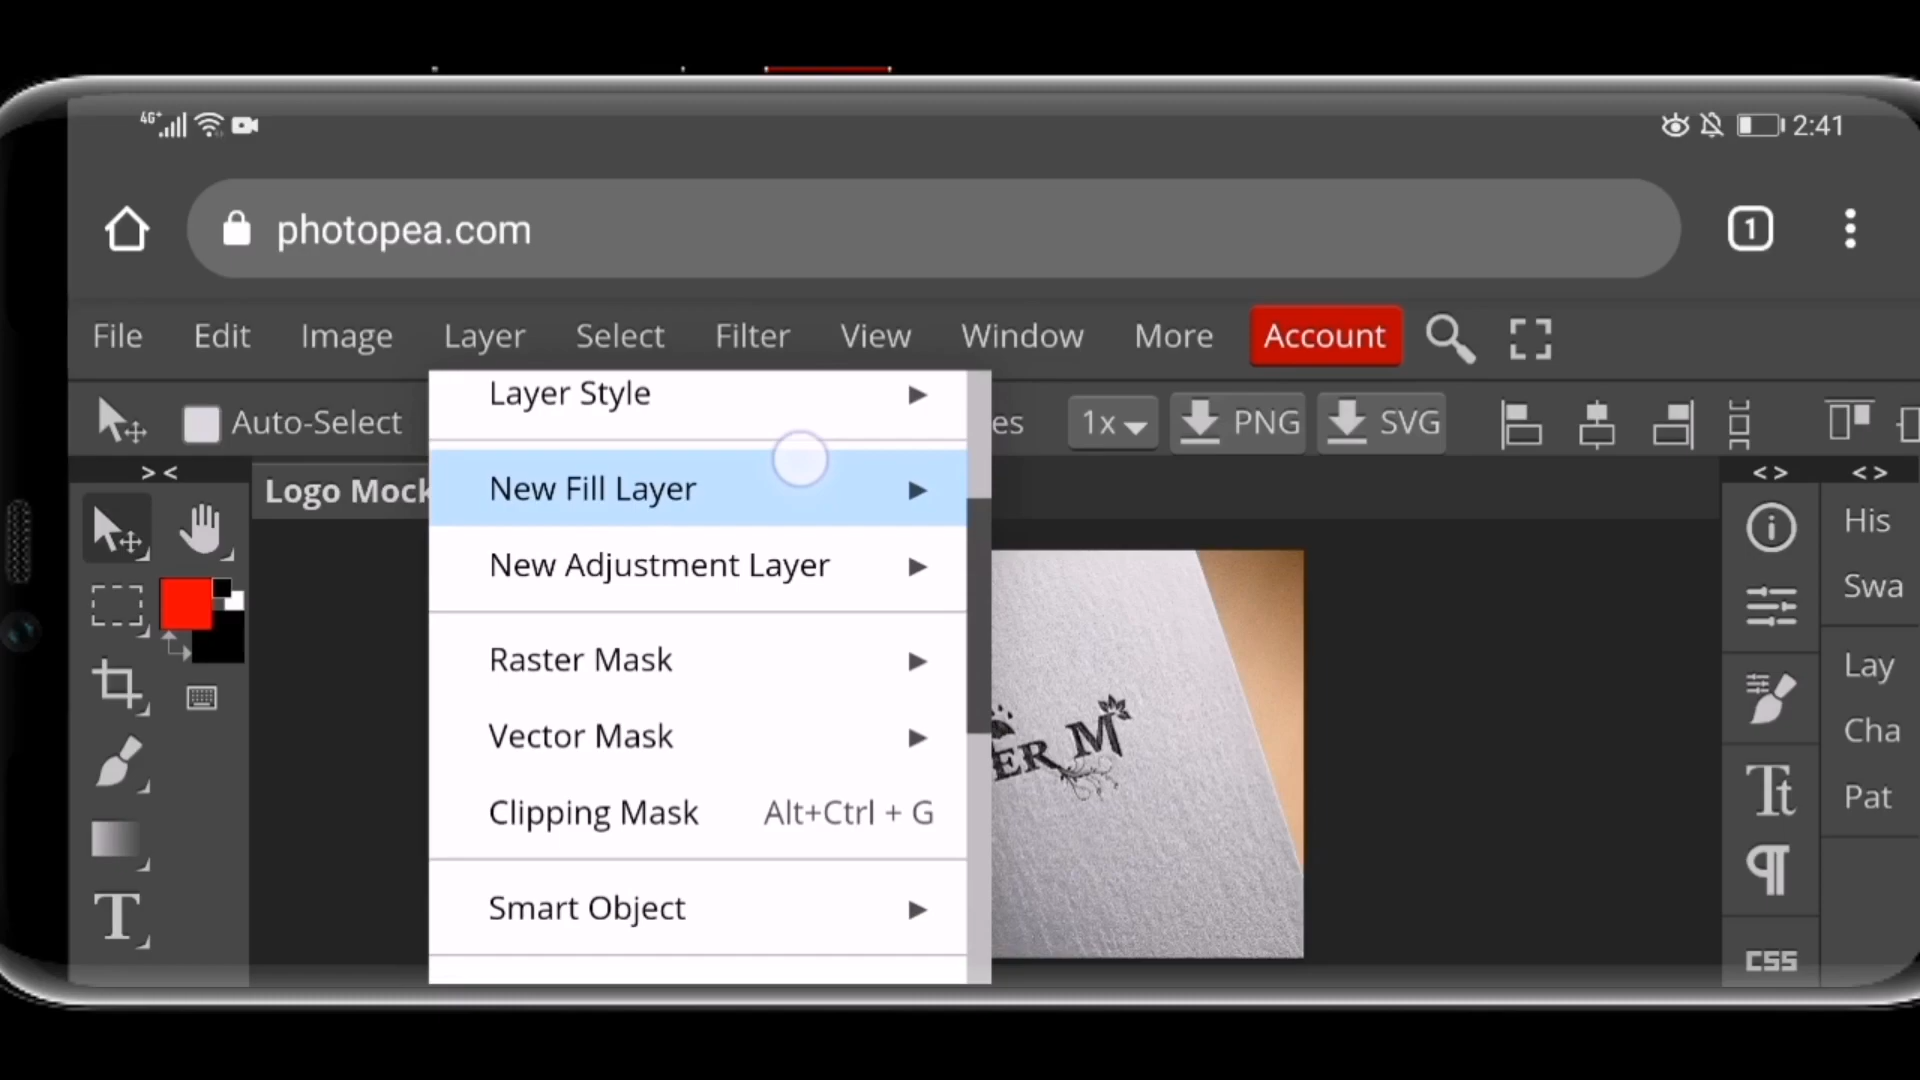 4G+ 2:41
photopea.com 1
File Edit Image Layer Select Filter View Window More Account
Auto-Select es 1x PNG SVG
> < < > < >
Logo Mock
Layer Style
New Fill Layer
New Adjustment Layer
Raster Mask
Vector Mask
Clipping Mask Alt+Ctrl + G
Smart Object
ER M
T
His
Swa
Lay
Cha
Pat
Tt
¶
CSS